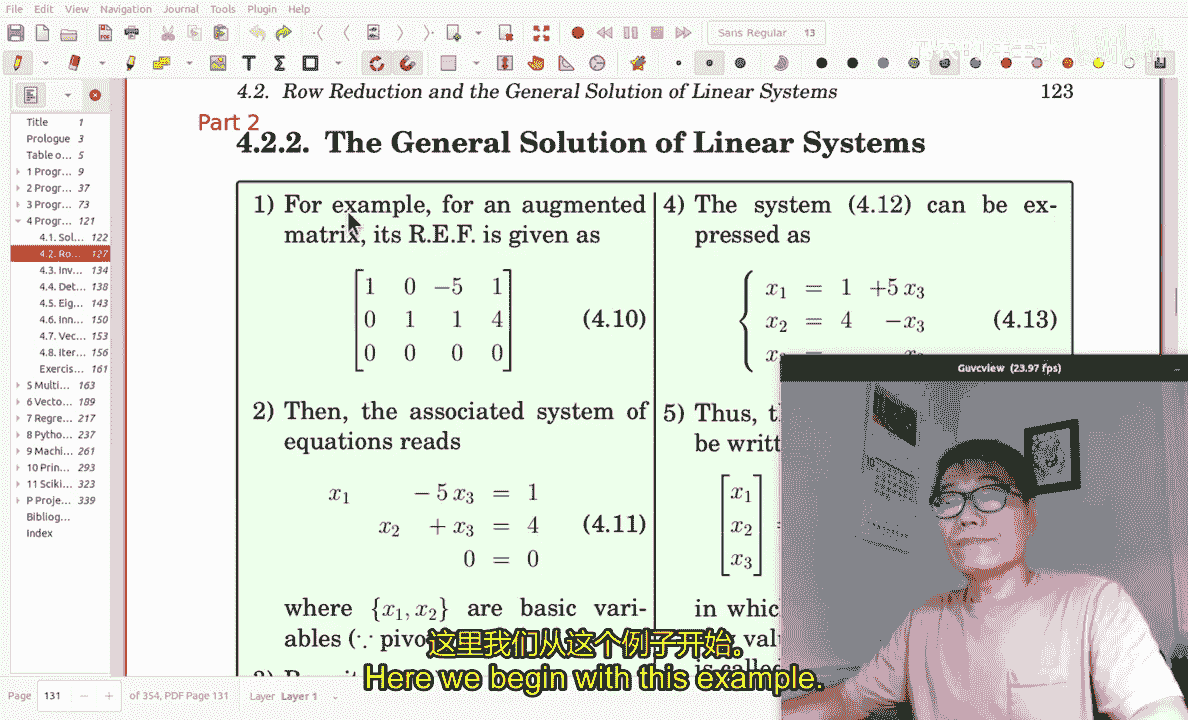 File Edit View Navigation Journal Tools Plugin Help
Sans Regular 13
Title 1
Prologue 3
Table o... 5
1 Progr... 9
2 Progr... 37
3 Progr... 73
4 Progr... 121
4.1. Sol... 122
4.2. Ro... 127
4.3. Inv... 134
4.4. Det... 138
4.5. Eig... 143
4.6. Inn... 150
4.7. Vec... 153
4.8. Iter... 156
Exercis... 161
5 Multi... 163
6 Vecto... 189
7 Regre... 217
8 Pytho... 237
9 Machi... 261
10 Prin... 293
11 Sciki... 323
P Proje... 339
Bibliog...
Index
4.2. Row Reduction and the General Solution of Linear Systems 123
Part 2
4.2.2. The General Solution of Linear Systems
1) For example, for an augmented
matrix, its R.E.F. is given as
1 0 −5 1
0 1 1 4 (4.10)
0 0 0 0
2) Then, the associated system of
equations reads
x1 − 5 x3 = 1
x2 + x3 = 4 (4.11)
0 = 0
where {x1, x2} are basic vari-
ables (∵ pivo
4) The system (4.12) can be ex-
pressed as
x1 = 1 +5 x3
x2 = 4 −x3 (4.13)
5) Thus, t
be writt
x1
x2
x3
in whic
Guvcview (23.97 fps)
这里我们从这个例子开始。
Here we begin with this example.
Page 131 of 354, PDF Page 131 Layer Layer 1